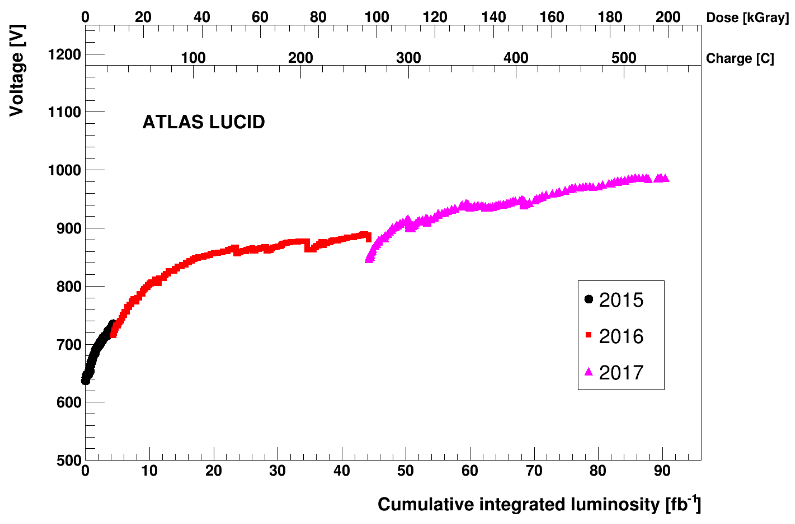 0 20 40 60 80 100 120 140 160 180 200 Dose [kGray]
100 200 300 400 500 Charge [C]
Voltage [V]
1200
1100
1000
900
800
700
600
500
ATLAS LUCID
2015
2016
2017
0 10 20 30 40 50 60 70 80 90
Cumulative integrated luminosity [fb⁻¹]